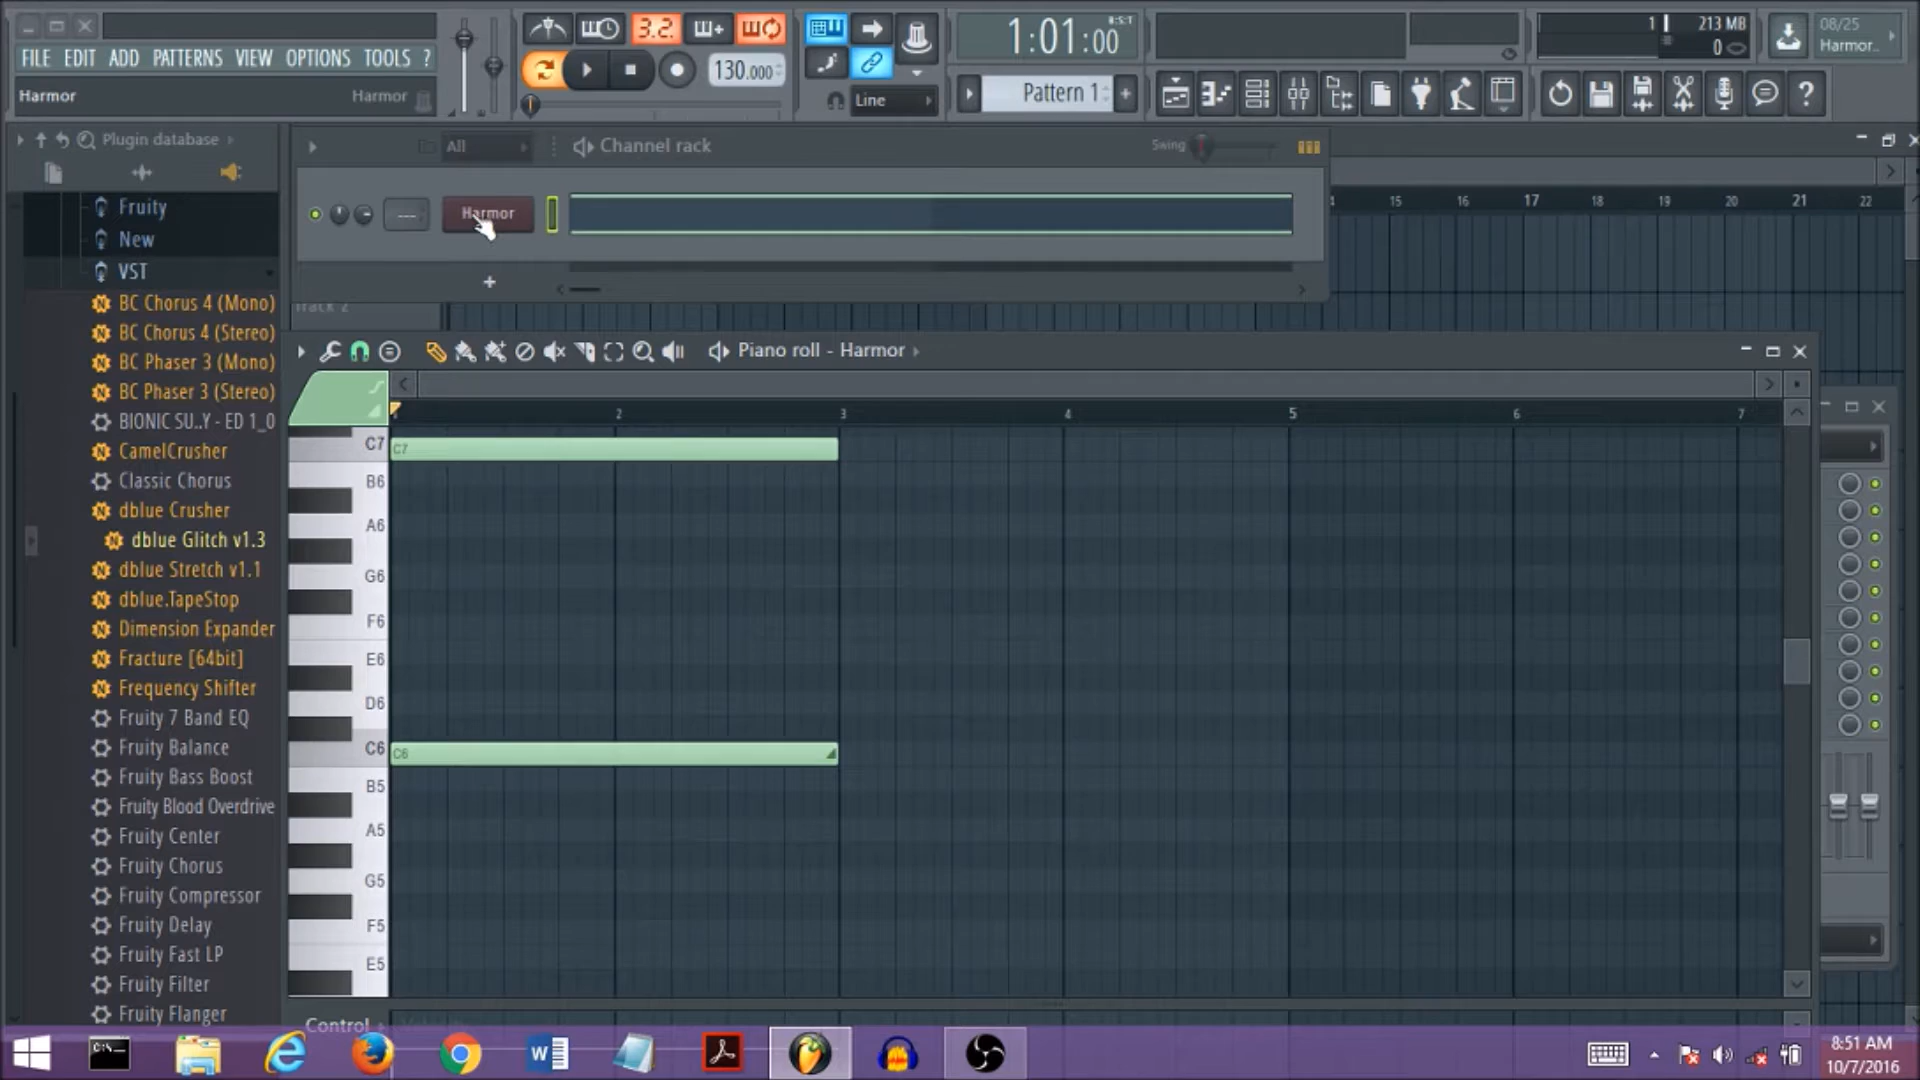 3.2.
1:01:00
B:S:T
1
213 MB
0
08/25
Harmor..
FILE EDIT ADD PATTERNS VIEW OPTIONS TOOLS ?
130.000
Harmor
Harmor
Line
Pattern 1
+
?
Plugin database
All
Channel rack
Swing
Harmor
+
Track 2
15 16 17 18 19 20 21 22
Fruity
New
VST
BC Chorus 4 (Mono)
BC Chorus 4 (Stereo)
BC Phaser 3 (Mono)
BC Phaser 3 (Stereo)
BIONIC SU..Y - ED 1_0
CamelCrusher
Classic Chorus
dblue Crusher
dblue Glitch v1.3
dblue Stretch v1.1
dblue.TapeStop
Dimension Expander
Fracture [64bit]
Frequency Shifter
Fruity 7 Band EQ
Fruity Balance
Fruity Bass Boost
Fruity Blood Overdrive
Fruity Center
Fruity Chorus
Fruity Compressor
Fruity Delay
Fruity Fast LP
Fruity Filter
Fruity Flanger
Piano roll - Harmor
2 3 4 5 6 7
C7 C7
B6
A6
G6
F6
E6
D6
C6 C6
B5
A5
G5
F5
E5
Control
C:\_
8:51 AM
10/7/2016